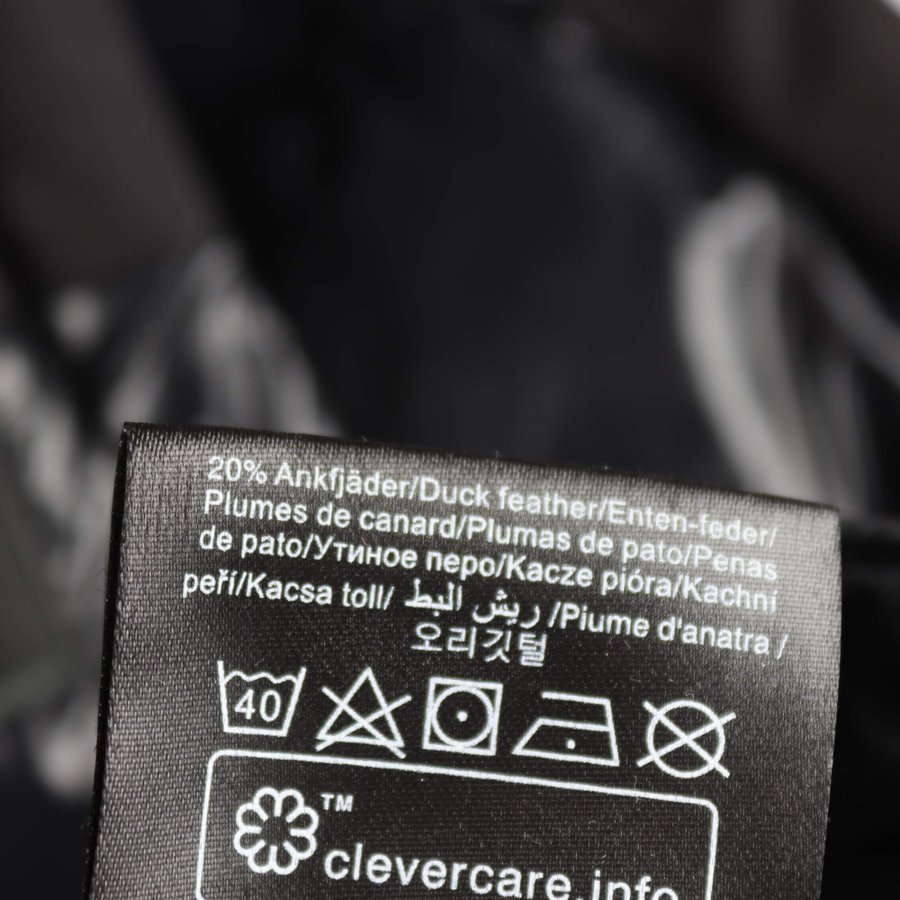 20% Ankfjäder/Duck feather/Enten-feder/
Plumes de canard/Plumas de pato/Penas
de pato/Утиное перо/Kacze pióra/Kachní
peří/Kacsa toll/ ريش البط /Piume d'anatra /
오리깃털
40
TM
clevercare.info